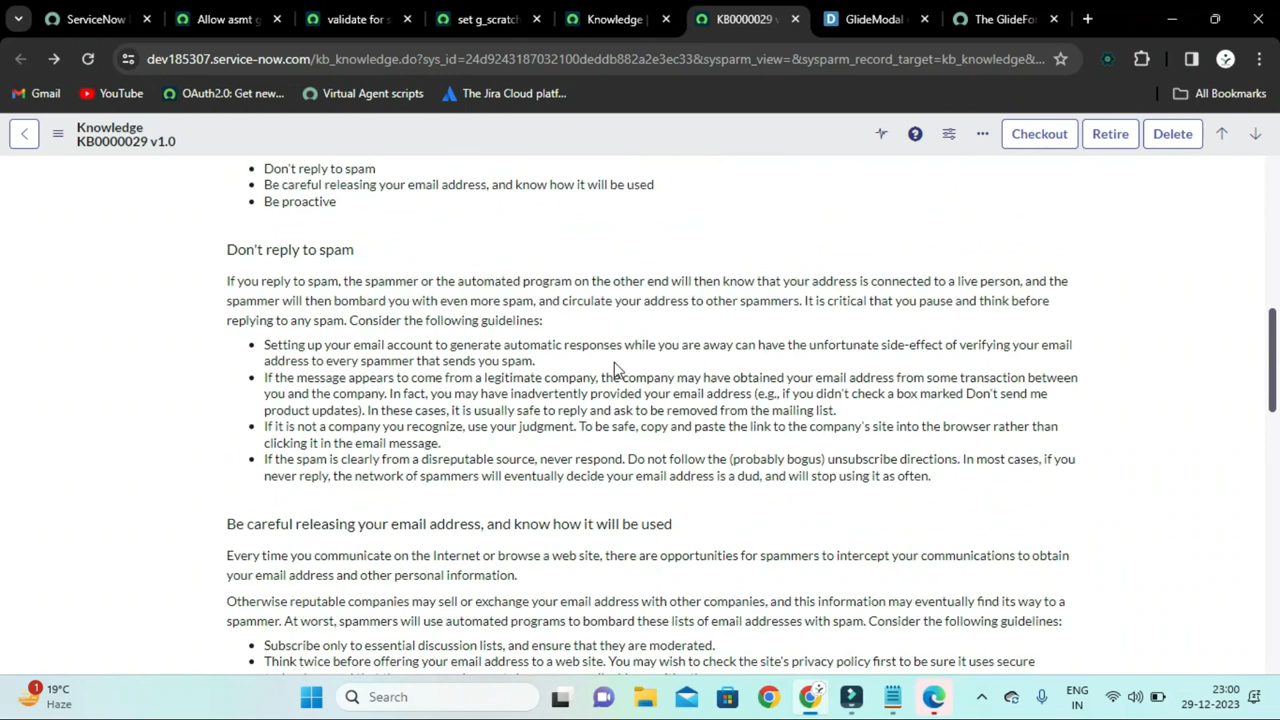 ServiceNow
Allow asmt g
validate for s
set g_scratch
Knowledge
KB0000029 v
GlideModal
The GlideFor
dev185307.service-now.com/kb_knowledge.do?sys_id=24d9243187032100deddb882a2e3ec33&sysparm_view=&sysparm_record_target=kb_knowledge&...
Gmail
YouTube
OAuth2.0: Get new...
Virtual Agent scripts
The Jira Cloud platf...
All Bookmarks
Knowledge
KB0000029 v1.0
Checkout
Retire
Delete
Don't reply to spam
Be careful releasing your email address, and know how it will be used
Be proactive
Don't reply to spam
If you reply to spam, the spammer or the automated program on the other end will then know that your address is connected to a live person, and the
spammer will then bombard you with even more spam, and circulate your address to other spammers. It is critical that you pause and think before
replying to any spam. Consider the following guidelines:
Setting up your email account to generate automatic responses while you are away can have the unfortunate side-effect of verifying your email
address to every spammer that sends you spam.
If the message appears to come from a legitimate company, the company may have obtained your email address from some transaction between
you and the company. In fact, you may have inadvertently provided your email address (e.g., if you didn't check a box marked Don't send me
product updates). In these cases, it is usually safe to reply and ask to be removed from the mailing list.
If it is not a company you recognize, use your judgment. To be safe, copy and paste the link to the company's site into the browser rather than
clicking it in the email message.
If the spam is clearly from a disreputable source, never respond. Do not follow the (probably bogus) unsubscribe directions. In most cases, if you
never reply, the network of spammers will eventually decide your email address is a dud, and will stop using it as often.
Be careful releasing your email address, and know how it will be used
Every time you communicate on the Internet or browse a web site, there are opportunities for spammers to intercept your communications to obtain
your email address and other personal information.
Otherwise reputable companies may sell or exchange your email address with other companies, and this information may eventually find its way to a
spammer. At worst, spammers will use automated programs to bombard these lists of email addresses with spam. Consider the following guidelines:
Subscribe only to essential discussion lists, and ensure that they are moderated.
Think twice before offering your email address to a web site. You may wish to check the site's privacy policy first to be sure it uses secure
1
19°C
Haze
Search
ENG
IN
23:00
29-12-2023